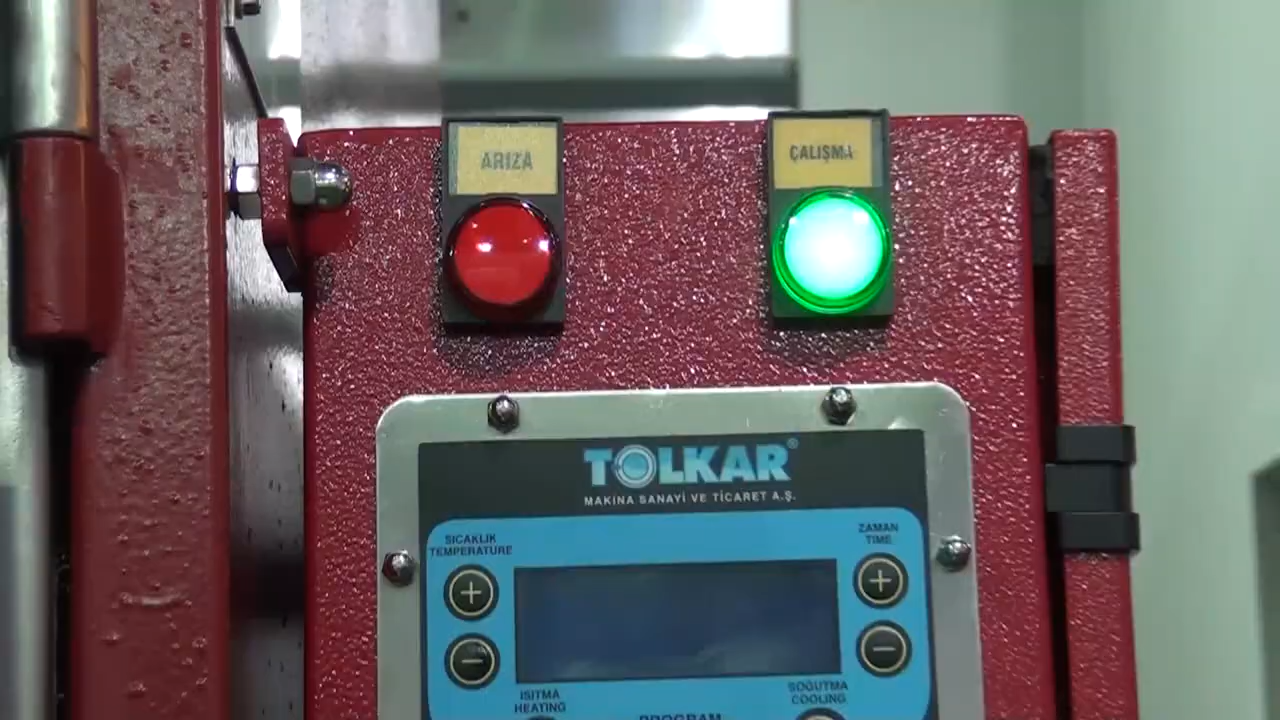 ARIZA
ÇALIŞMA
TOLKAR®
MAKİNA SANAYİ VE TİCARET A.Ş.
SICAKLIK
TEMPERATURE
ZAMAN
TIME
ISITMA
HEATING
SOĞUTMA
COOLING
PROGRAM